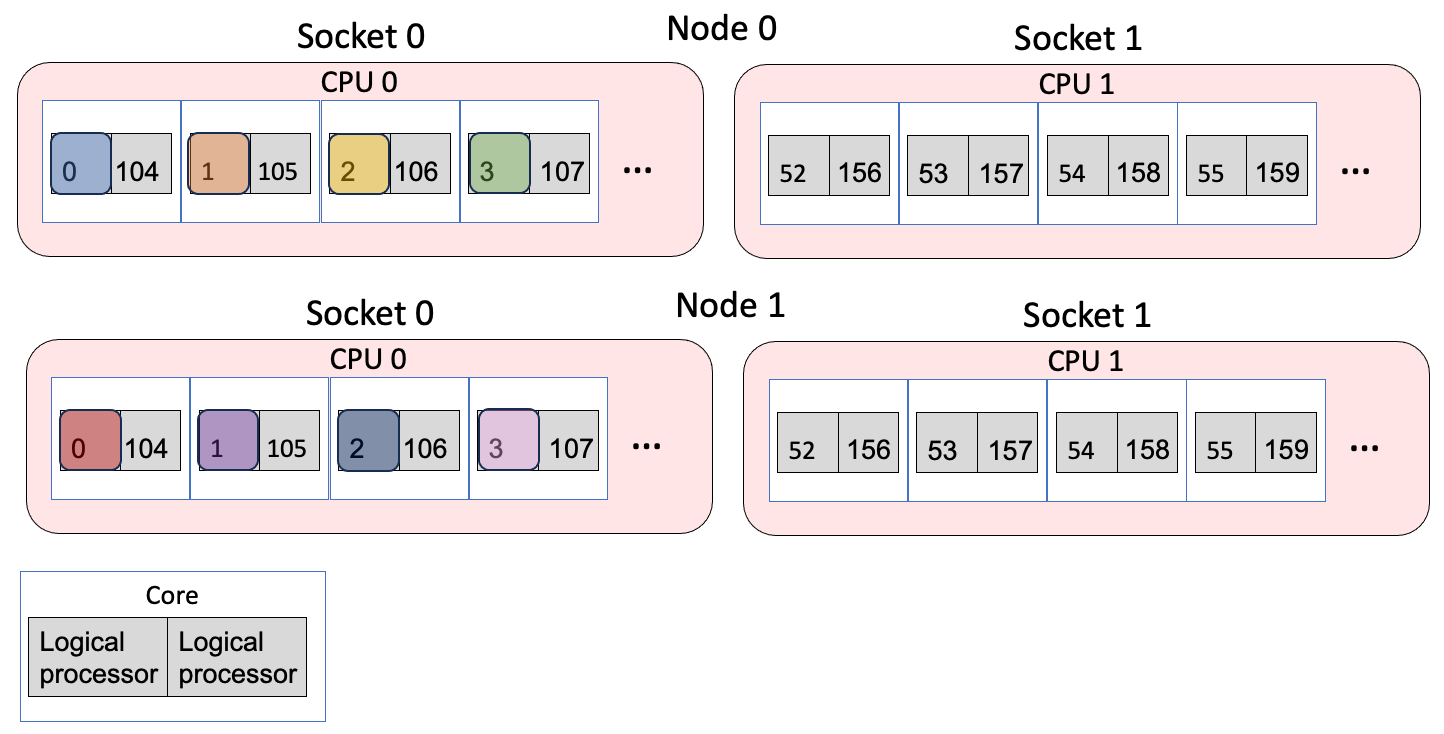 Node 0
Socket 0
Socket 1
CPU 0
CPU 1
0 104 1 105 2 106 3 107 ...
52 156 53 157 54 158 55 159 ...
Node 1
Socket 0
Socket 1
CPU 0
CPU 1
0 104 1 105 2 106 3 107 ...
52 156 53 157 54 158 55 159 ...
Core
Logical
processor
Logical
processor